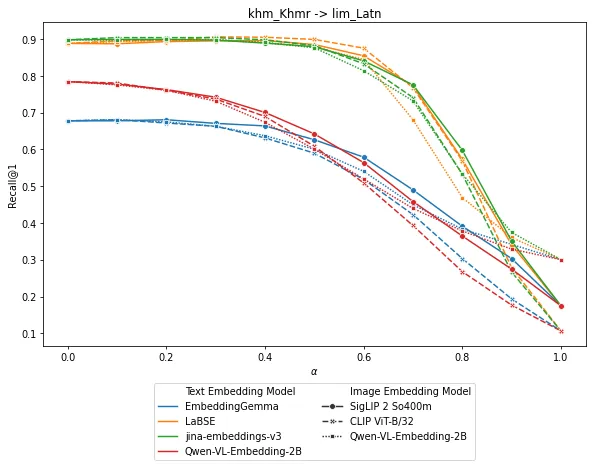 khm_Khmr -> lim_Latn
Recall@1
0.9
0.8
0.7
0.6
0.5
0.4
0.3
0.2
0.1
0.0 0.2 0.4 0.6 0.8 1.0
α
Text Embedding Model
EmbeddingGemma
LaBSE
jina-embeddings-v3
Qwen-VL-Embedding-2B
Image Embedding Model
SigLIP 2 So400m
CLIP ViT-B/32
Qwen-VL-Embedding-2B